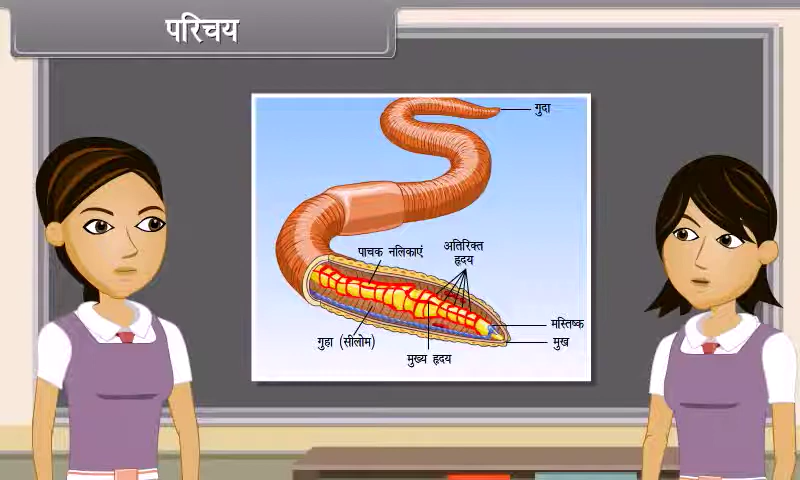 परिचय
गुदा
पाचक नलिकाएं
अतिरिक्त
हृदय
मस्तिष्क
गुहा (सीलोम)
मुख
मुख्य हृदय